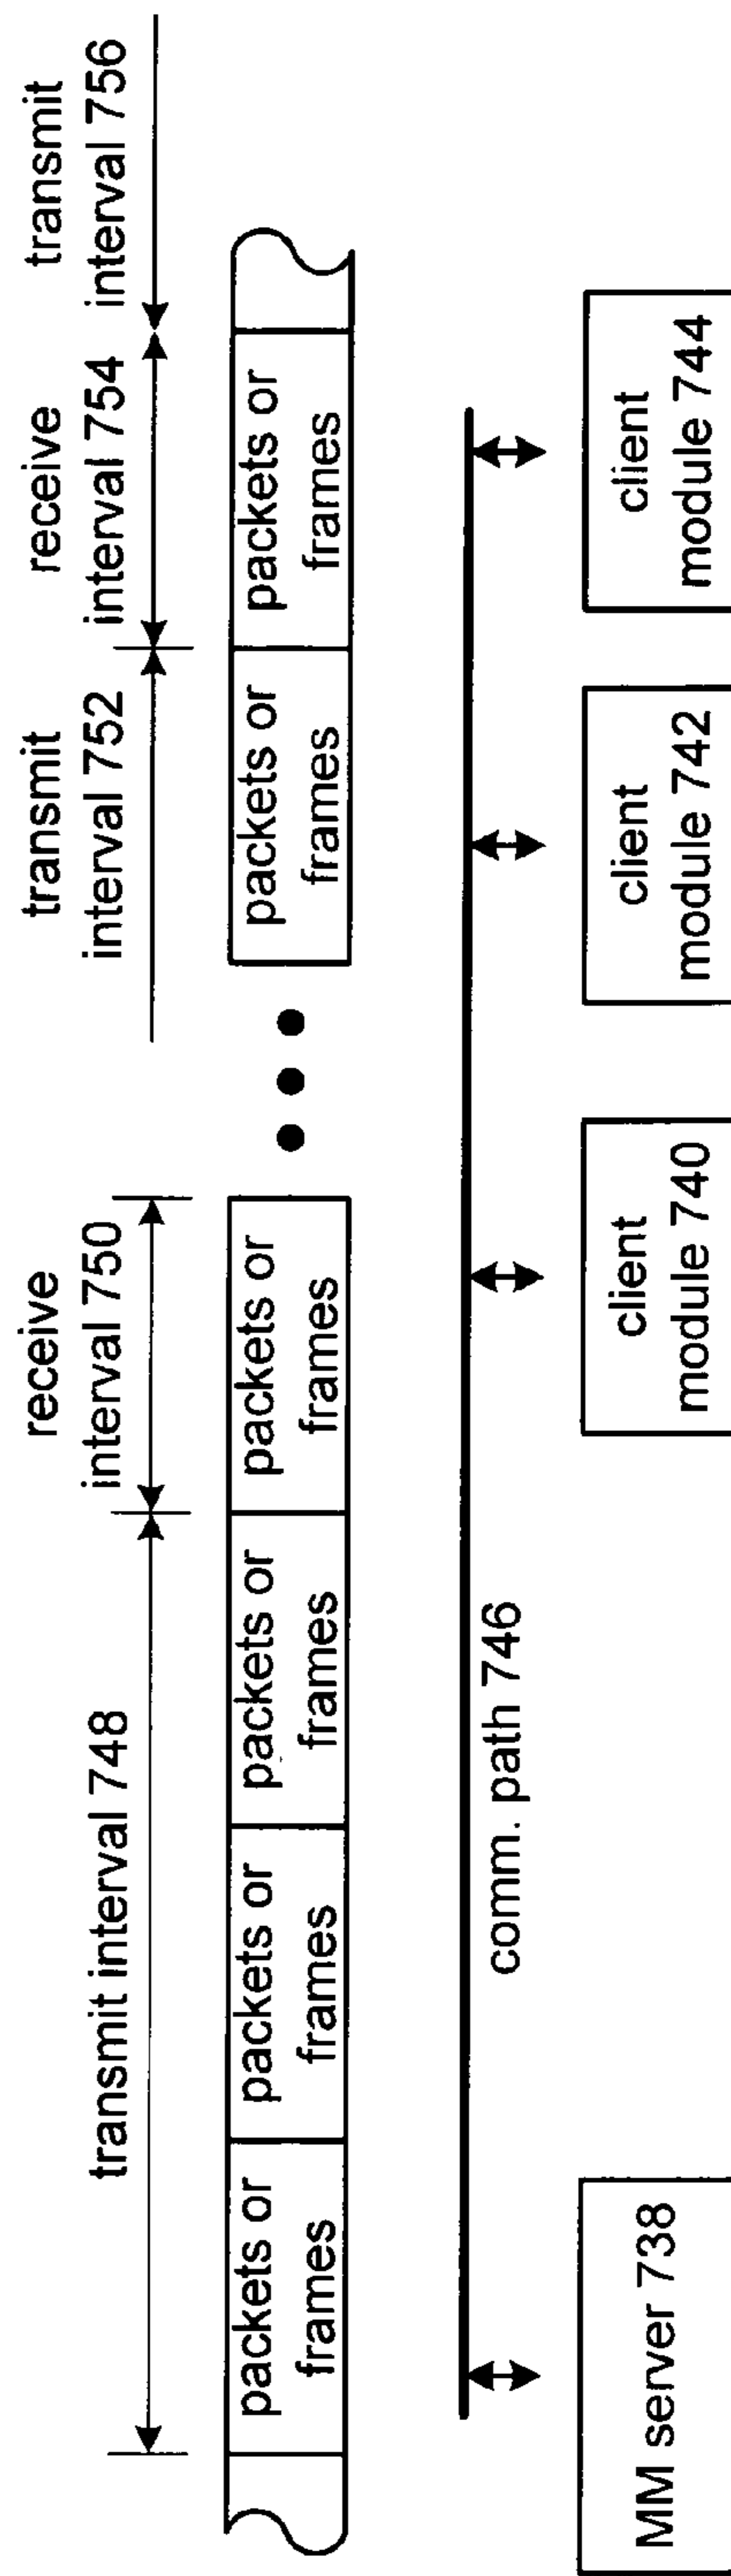 transmit interval 748
receive
interval 750
transmit
interval 752
receive
interval 754
transmit
interval 756
packets or
frames
packets or
frames
packets or
frames
packets or
frames
packets or
frames
packets or
frames
comm. path 746
MM server 738
client
module 740
client
module 742
client
module 744